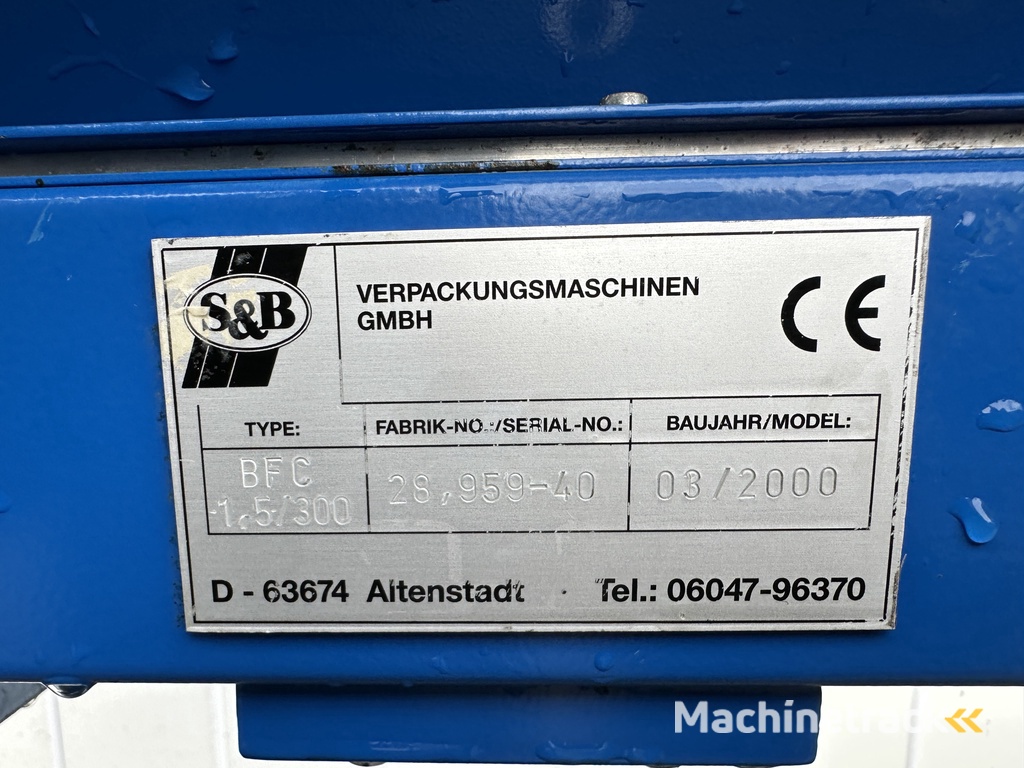 S&B
VERPACKUNGSMASCHINEN
GMBH
CE
TYPE:
FABRIK-NO.:/SERIAL-NO.:
BAUJAHR/MODEL:
BFC
1,5/300
28,959-40
03/2000
D - 63674 Altenstadt
Tel.: 06047-96370
Machinetrack